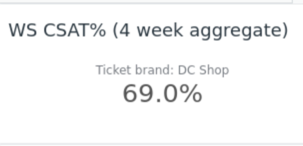 WS CSAT% (4 week aggregate)
Ticket brand: DC Shop
69.0%